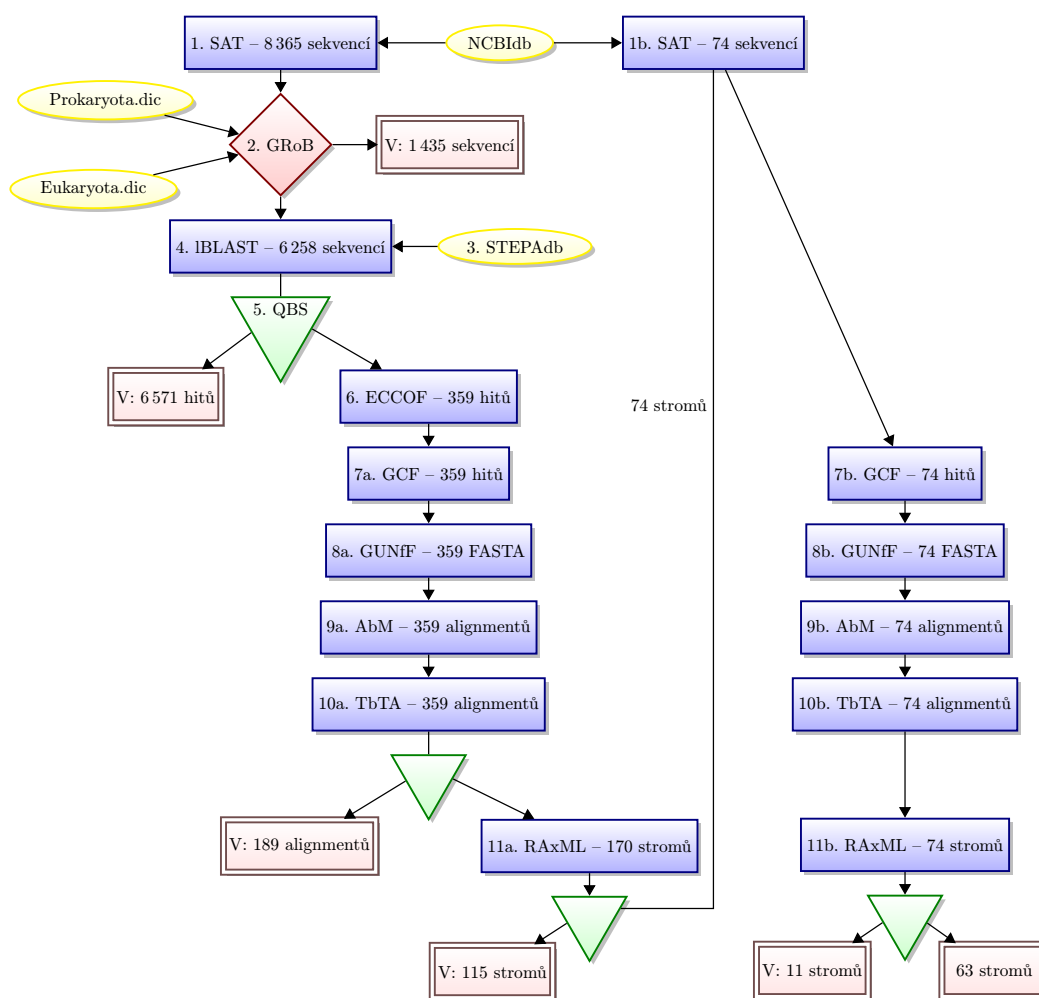 1. SAT – 8 365 sekvencí
NCBIdb
1b. SAT – 74 sekvencí
Prokaryota.dic
2. GRoB
V: 1 435 sekvencí
Eukaryota.dic
4. lBLAST – 6 258 sekvencí
3. STEPAdb
5. QBS
V: 6 571 hitů
6. ECCOF – 359 hitů
74 stromů
7a. GCF – 359 hitů
7b. GCF – 74 hitů
8a. GUNfF – 359 FASTA
8b. GUNfF – 74 FASTA
9a. AbM – 359 alignmentů
9b. AbM – 74 alignmentů
10a. TbTA – 359 alignmentů
10b. TbTA – 74 alignmentů
V: 189 alignmentů
11a. RAxML – 170 stromů
11b. RAxML – 74 stromů
V: 115 stromů
V: 11 stromů
63 stromů